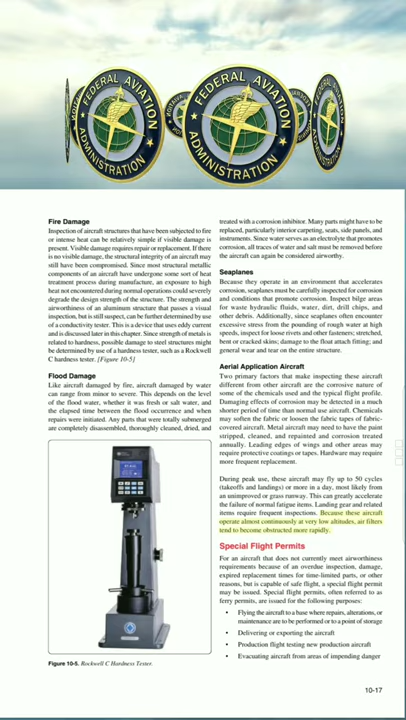 FEDERAL AVIATION
ADMINISTRATION
FEDERAL AVIATION
ADMINISTRATION
Fire Damage
Inspection of aircraft structures that have been subjected to fire
or intense heat can be relatively simple if visible damage is
present. Visible damage requires repair or replacement. If there
is no visible damage, the structural integrity of an aircraft may
still have been compromised. Since most structural metallic
components of an aircraft have undergone some sort of heat
treatment process during manufacture, an exposure to high
heat not encountered during normal operations could severely
degrade the design strength of the structure. The strength and
airworthiness of an aluminum structure that passes a visual
inspection, but is still suspect, can be further determined by use
of a conductivity tester. This is a device that uses eddy current
and is discussed later in this chapter. Since strength of metals is
related to hardness, possible damage to steel structures might
be determined by use of a hardness tester, such as a Rockwell
C hardness tester. [Figure 10-5]
Flood Damage
Like aircraft damaged by fire, aircraft damaged by water
can range from minor to severe. This depends on the level
of the flood water, whether it was fresh or salt water, and
the elapsed time between the flood occurrence and when
repairs were initiated. Any parts that were totally submerged
are completely disassembled, thoroughly cleaned, dried, and
Figure 10-5. Rockwell C Hardness Tester.
treated with a corrosion inhibitor. Many parts might have to be
replaced, particularly interior carpeting, seats, side panels, and
instruments. Since water serves as an electrolyte that promotes
corrosion, all traces of water and salt must be removed before
the aircraft can again be considered airworthy.
Seaplanes
Because they operate in an environment that accelerates
corrosion, seaplanes must be carefully inspected for corrosion
and conditions that promote corrosion. Inspect bilge areas
for waste hydraulic fluids, water, dirt, drill chips, and
other debris. Additionally, since seaplanes often encounter
excessive stress from the pounding of rough water at high
speeds, inspect for loose rivets and other fasteners; stretched,
bent or cracked skins; damage to the float attach fitting; and
general wear and tear on the entire structure.
Aerial Application Aircraft
Two primary factors that make inspecting these aircraft
different from other aircraft are the corrosive nature of
some of the chemicals used and the typical flight profile.
Damaging effects of corrosion may be detected in a much
shorter period of time than normal use aircraft. Chemicals
may soften the fabric or loosen the fabric tapes of fabric-
covered aircraft. Metal aircraft may need to have the paint
stripped, cleaned, and repainted and corrosion treated
annually. Leading edges of wings and other areas may
require protective coatings or tapes. Hardware may require
more frequent replacement.
During peak use, these aircraft may fly up to 50 cycles
(takeoffs and landings) or more in a day, most likely from
an unimproved or grass runway. This can greatly accelerate
the failure of normal fatigue items. Landing gear and related
items require frequent inspections. Because these aircraft
operate almost continuously at very low altitudes, air filters
tend to become obstructed more rapidly.
Special Flight Permits
For an aircraft that does not currently meet airworthiness
requirements because of an overdue inspection, damage,
expired replacement times for time-limited parts, or other
reasons, but is capable of safe flight, a special flight permit
may be issued. Special flight permits, often referred to as
ferry permits, are issued for the following purposes:
• Flying the aircraft to a base where repairs, alterations, or
maintenance are to be performed or to a point of storage
• Delivering or exporting the aircraft
• Production flight testing new production aircraft
• Evacuating aircraft from areas of impending danger
10-17